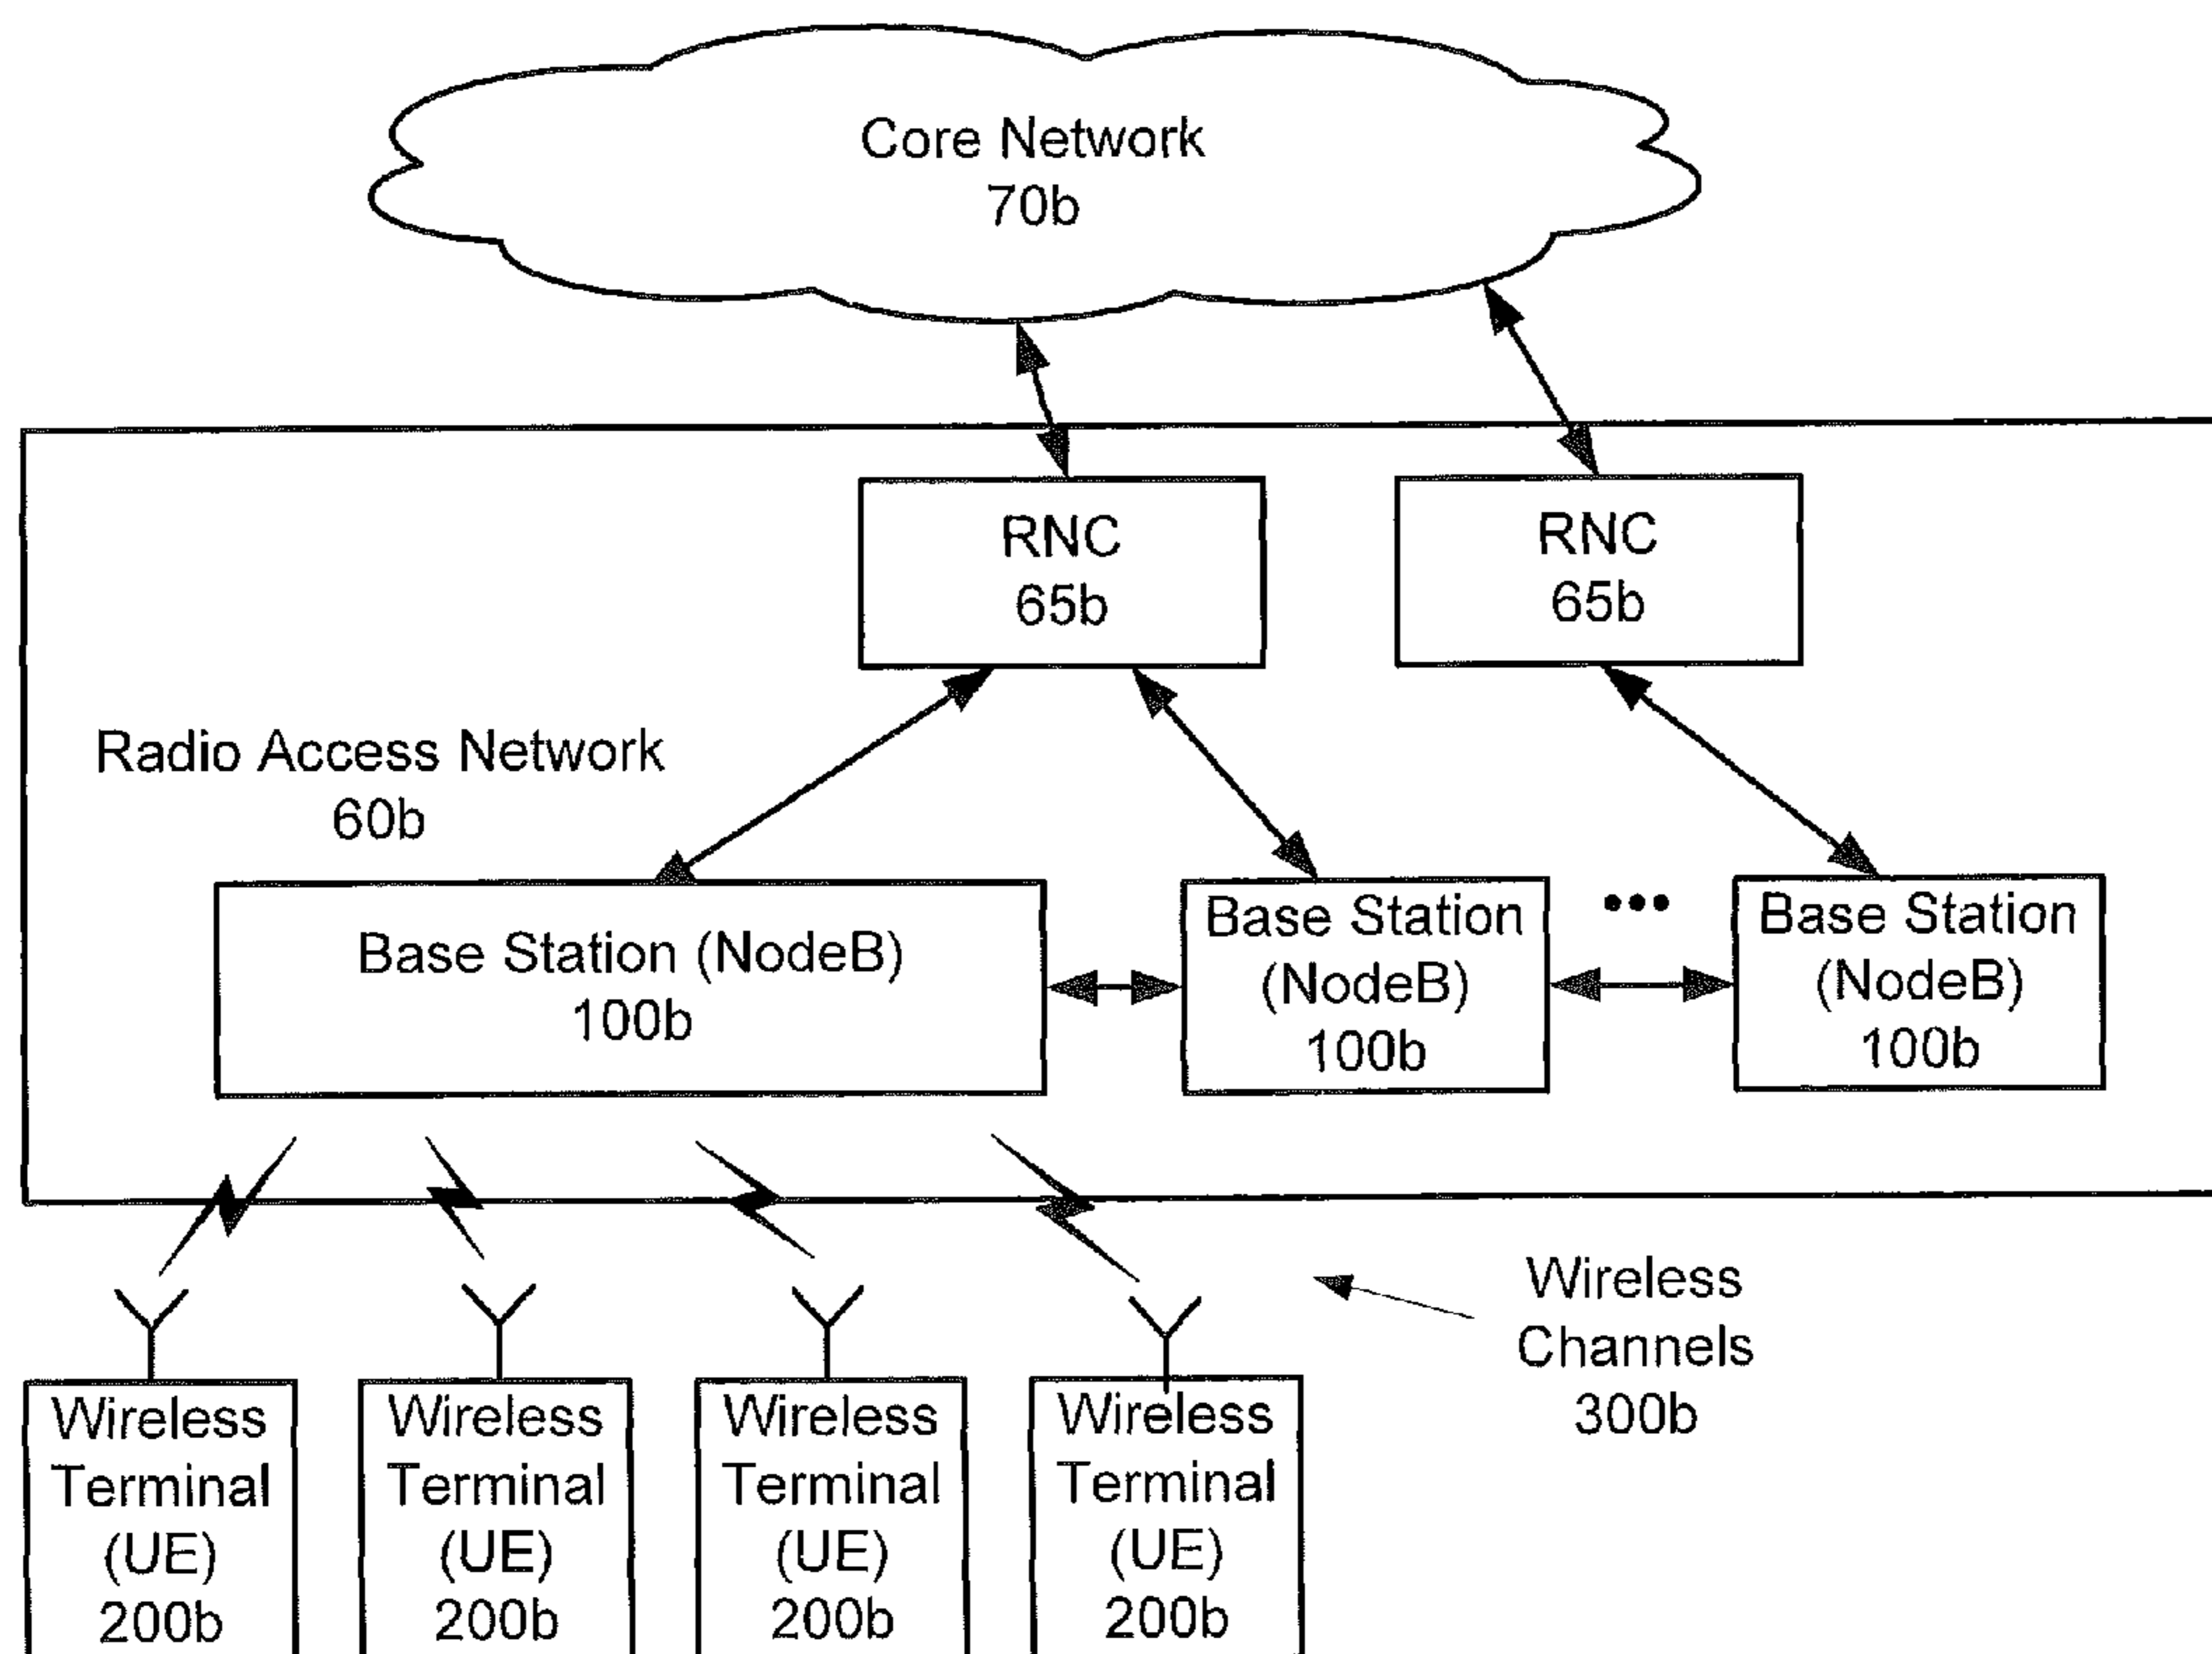 Core Network
70b
RNC
65b
RNC
65b
Radio Access Network
60b
Base Station (NodeB)
100b
Base Station
(NodeB)
100b
•••
Base Station
(NodeB)
100b
Wireless
Channels
300b
Wireless
Terminal
(UE)
200b
Wireless
Terminal
(UE)
200b
Wireless
Terminal
(UE)
200b
Wireless
Terminal
(UE)
200b